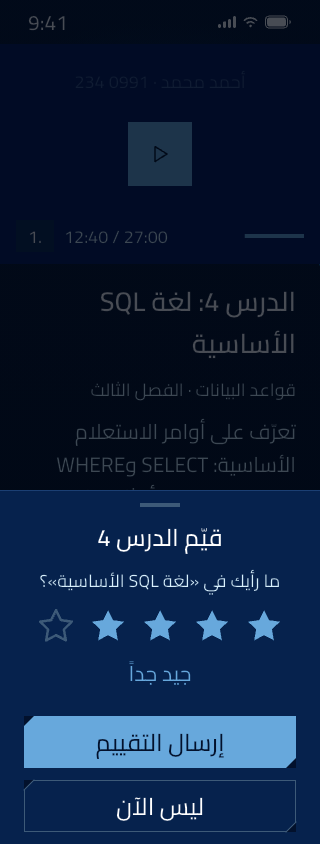 9:41
أحمد محمد · 0991 234
1. 12:40 / 27:00
الدرس 4: لغة SQL
الأساسية
قواعد البيانات · الفصل الثالث
تعرّف على أوامر الاستعلام
الأساسية: SELECT وWHERE
قيّم الدرس 4
ما رأيك في «لغة SQL الأساسية»؟
جيد جداً
إرسال التقييم
ليس الآن